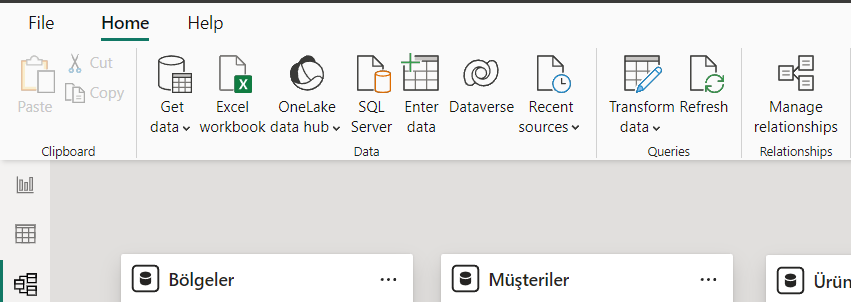 File Home Help
Paste
Cut
Copy
Get data
Excel workbook
OneLake data hub
SQL Server
Enter data
Dataverse
Recent sources
Transform data
Refresh
Manage relationships
Clipboard Data Queries Relationships
Bölgeler Müşteriler Ürün